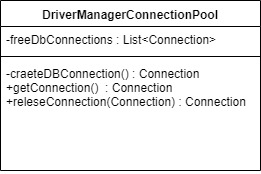 DriverManagerConnectionPool
-freeDbConnections : List<Connection>
-craeteDBConnection() : Connection
+getConnection() : Connection
+releseConnection(Connection) : Connection